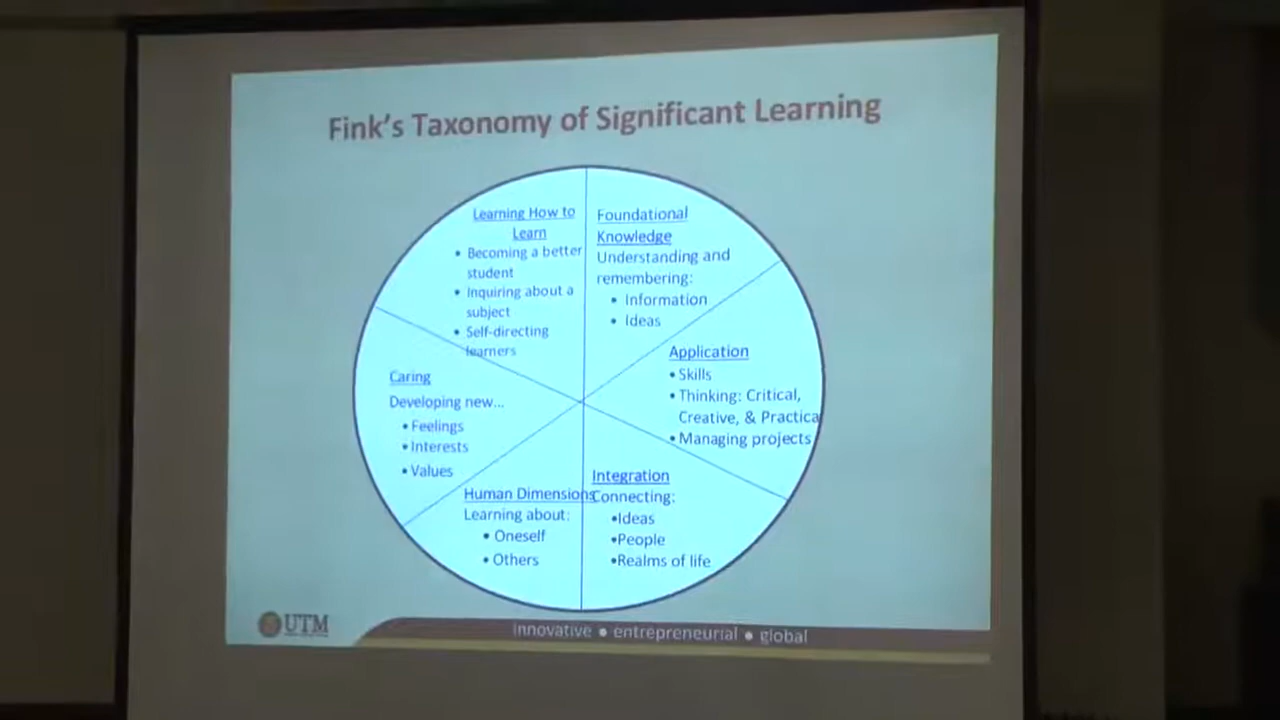 Fink's Taxonomy of Significant Learning
Learning How to
Learn
• Becoming a better
student
• Inquiring about a
subject
• Self-directing
learners
Foundational
Knowledge
Understanding and
remembering:
• Information
• Ideas
Application
• Skills
• Thinking: Critical,
Creative, & Practica
• Managing projects
Caring
Developing new...
• Feelings
• Interests
• Values
Human Dimensions
Learning about:
• Oneself
• Others
Integration
Connecting:
•Ideas
•People
•Realms of life
UTM
innovative ● entrepreneurial ● global